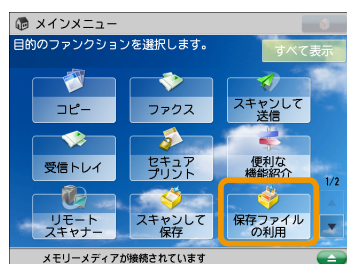 メインメニュー
目的のファンクションを選択します。
すべて表示
コピー
ファクス
スキャンして
送信
受信トレイ
セキュア
プリント
便利な
機能紹介
1/2
リモート
スキャナー
スキャンして
保存
保存ファイル
の利用
メモリーメディアが接続されています